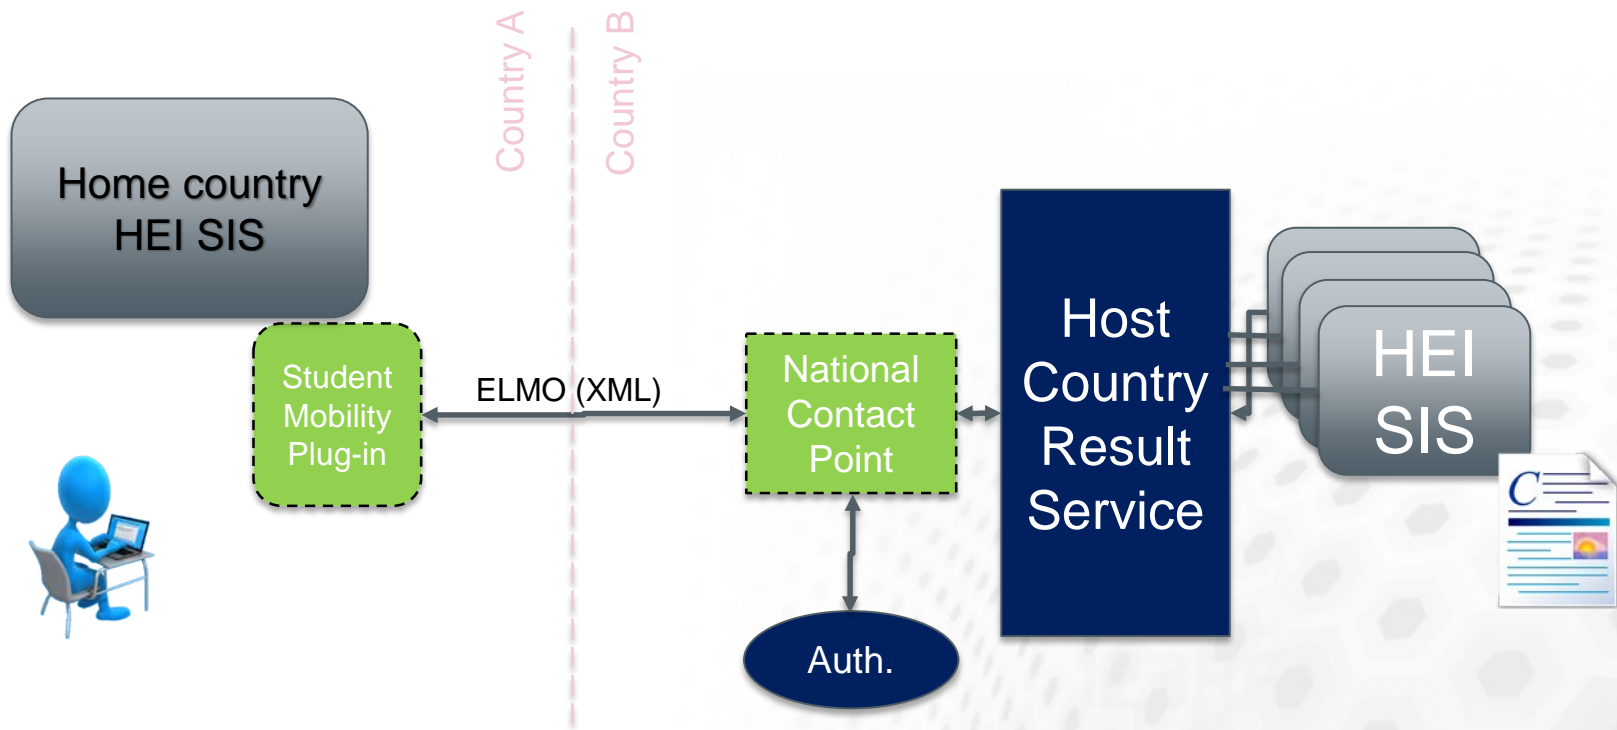 Country A
Country B
Home country
HEI SIS
Student
Mobility
Plug-in
ELMO (XML)
National
Contact
Point
Host
Country
Result
Service
HEI
SIS
Auth.
C